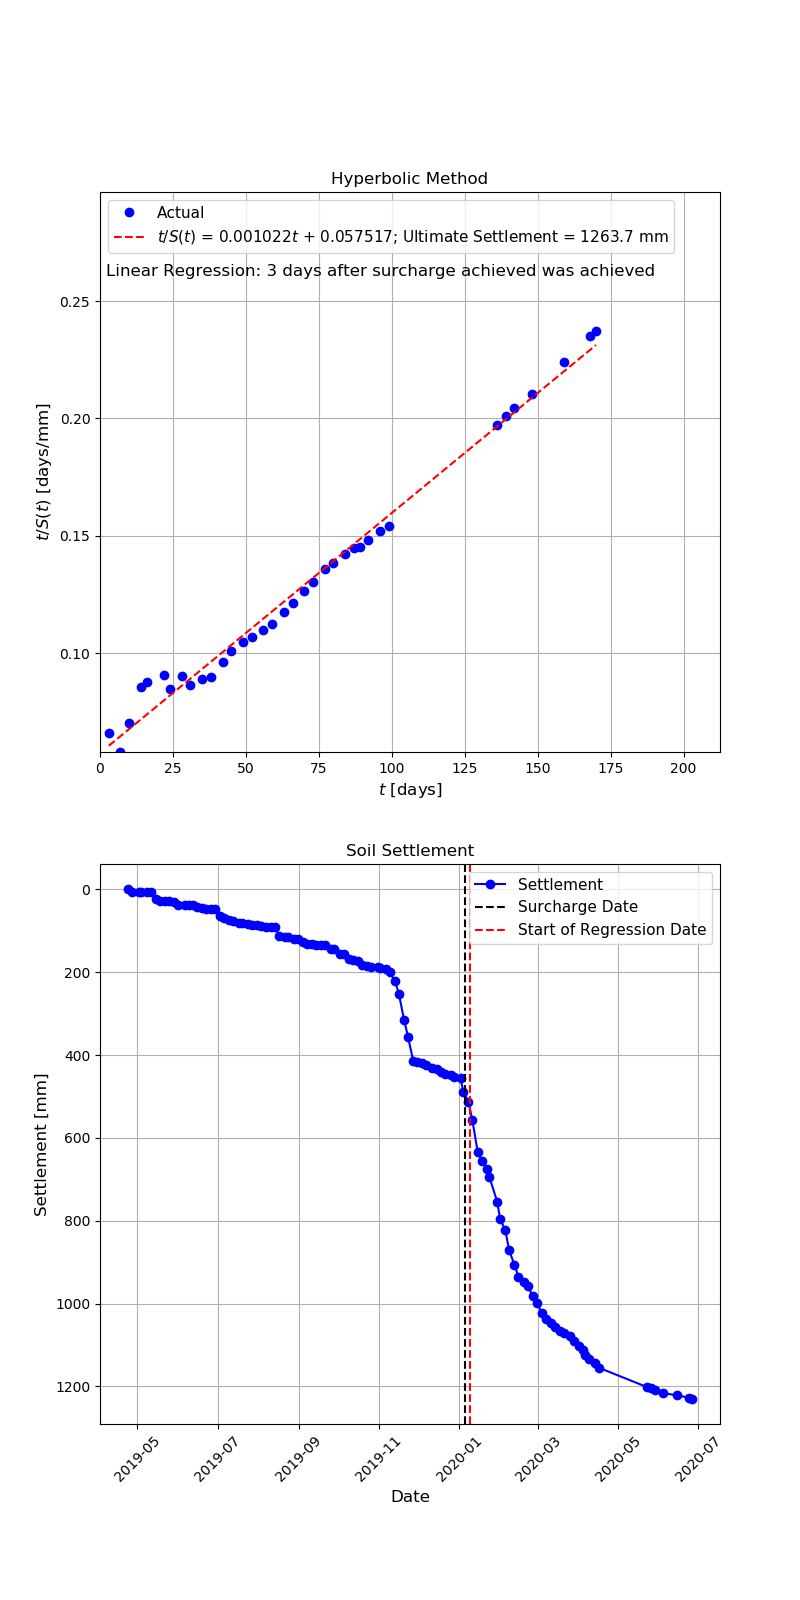 Hyperbolic Method
Actual
t/S(t) = 0.001022t + 0.057517; Ultimate Settlement = 1263.7 mm
Linear Regression: 3 days after surcharge achieved was achieved
0.25
0.20
0.15
0.10
t/S(t) [days/mm]
0 25 50 75 100 125 150 175 200
t [days]
Soil Settlement
Settlement
Surcharge Date
Start of Regression Date
0
200
400
600
800
1000
1200
Settlement [mm]
2019-05 2019-07 2019-09 2019-11 2020-01 2020-03 2020-05 2020-07
Date